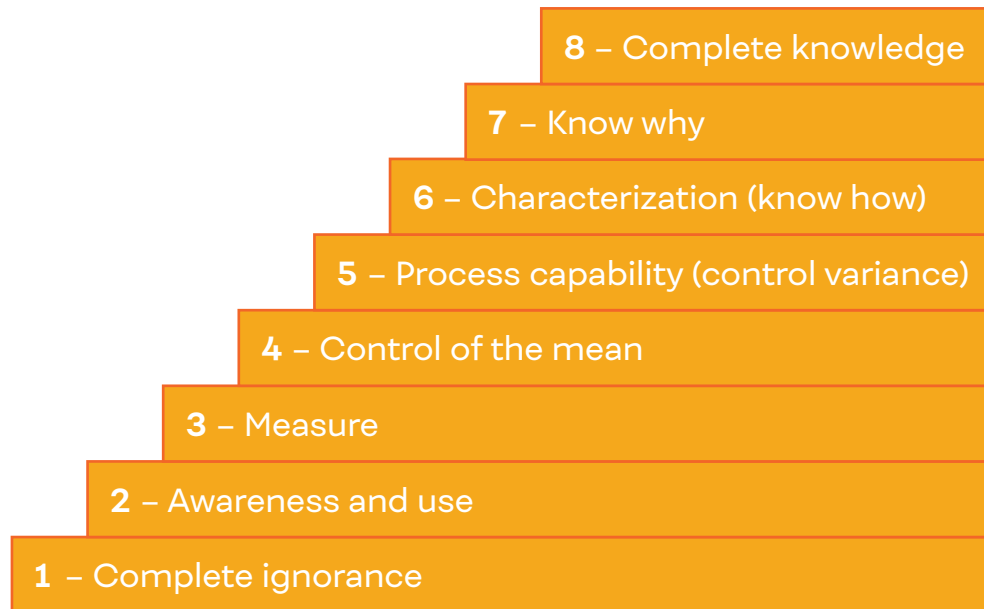 8 – Complete knowledge
7 – Know why
6 – Characterization (know how)
5 – Process capability (control variance)
4 – Control of the mean
3 – Measure
2 – Awareness and use
1 – Complete ignorance